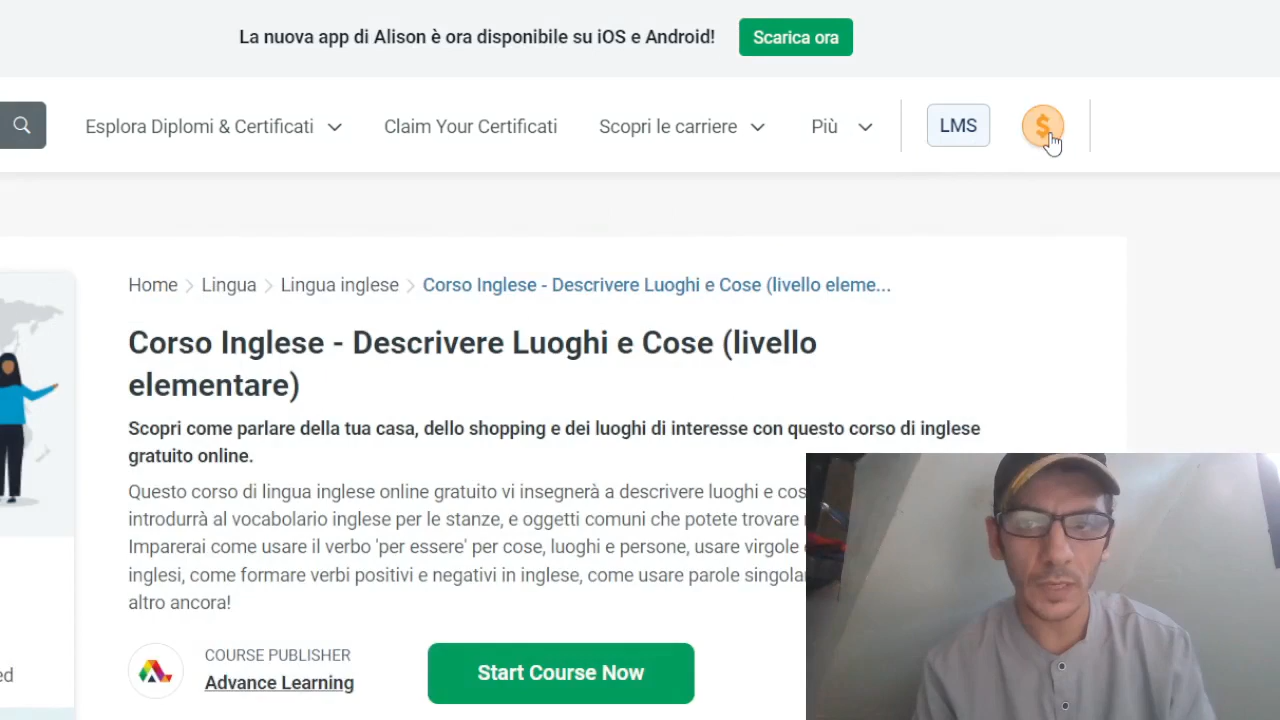 La nuova app di Alison è ora disponibile su iOS e Android!
Scarica ora
Esplora Diplomi & Certificati
Claim Your Certificati
Scopri le carriere
Più
LMS
$
Home
Lingua
Lingua inglese
Corso Inglese - Descrivere Luoghi e Cose (livello eleme...
Corso Inglese - Descrivere Luoghi e Cose (livello
elementare)
Scopri come parlare della tua casa, dello shopping e dei luoghi di interesse con questo corso di inglese
gratuito online.
Questo corso di lingua inglese online gratuito vi insegnerà a descrivere luoghi e
introdurrà al vocabolario inglese per le stanze, e oggetti comuni che potete trovare
Imparerai come usare il verbo 'per essere' per cose, luoghi e persone, usare virgole
inglesi, come formare verbi positivi e negativi in inglese, come usare parole
altro ancora!
COURSE PUBLISHER
Advance Learning
Start Course Now